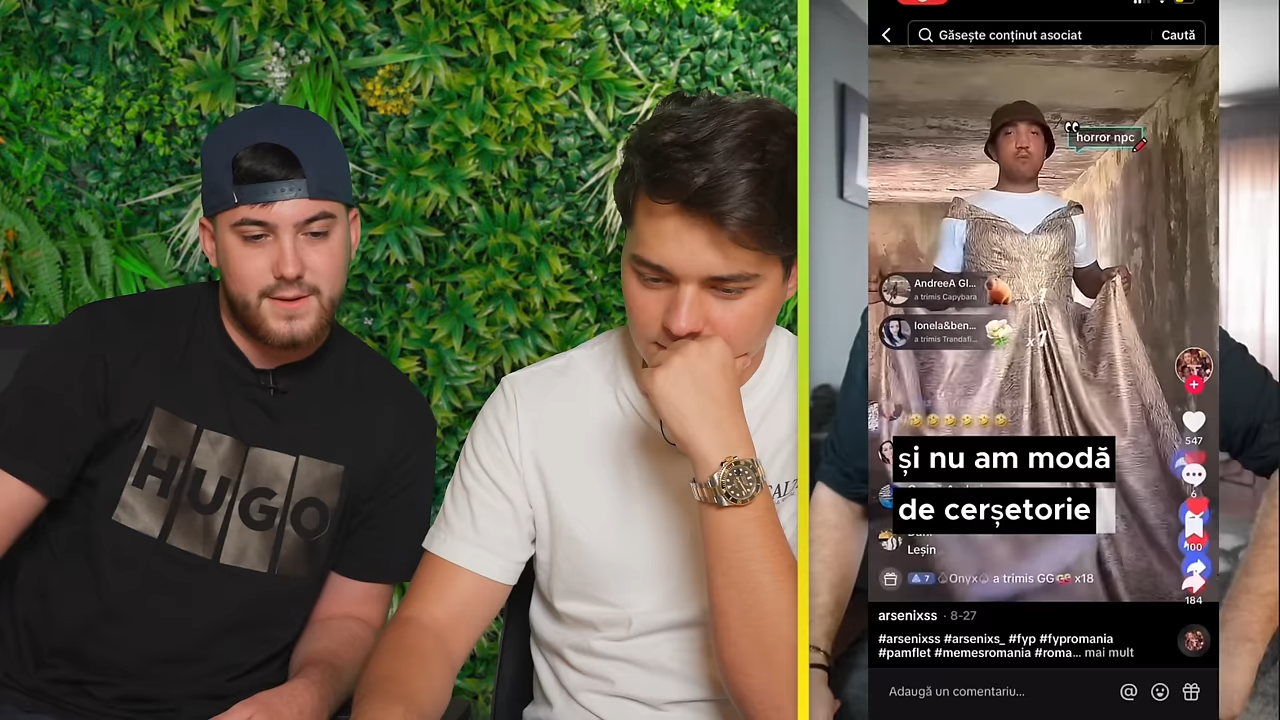 HUGO
Găsește conținut asociat
Caută
horror npc
AndreeA Gl...
a trimis Capybara
Ionela&ben...
a trimis Trandafi...
x1
547
și nu am modă
de cerșetorie
6
Leșin
100
7 Onyx a trimis GG x18
184
arsenixss · 8-27
#arsenixss #arsenixs_ #fyp #fypromania
#pamflet #memesromania #roma... mai mult
Adaugă un comentariu...